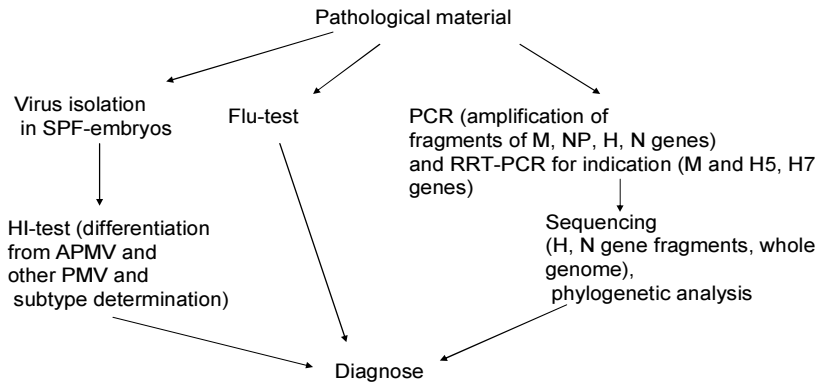 Pathological material
Virus isolation
in SPF-embryos
Flu-test
PCR (amplification of
fragments of M, NP, H, N genes)
and RRT-PCR for indication (M and H5, H7
genes)
HI-test (differentiation
from APMV and
other PMV and
subtype determination)
Sequencing
(H, N gene fragments, whole
genome),
phylogenetic analysis
Diagnose